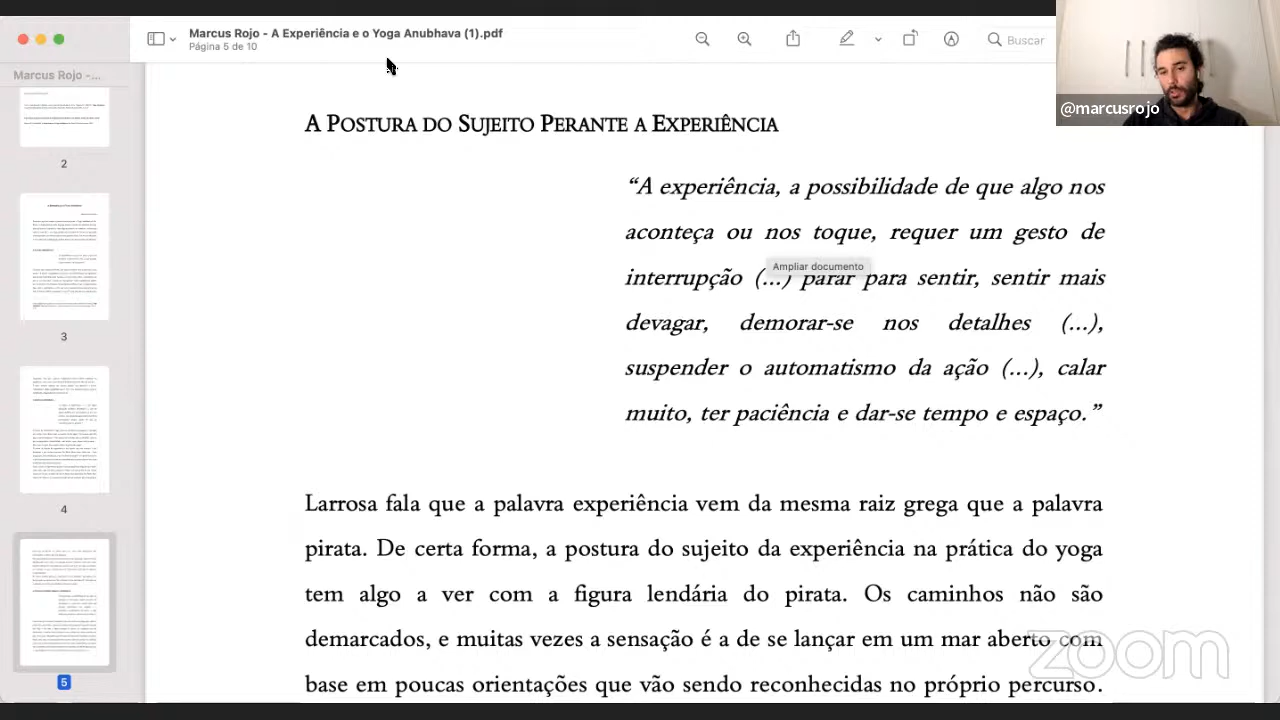 Marcus Rojo - A Experiência e o Yoga Anubhava (1).pdf
Página 5 de 10
Buscar
@marcusrojo
Marcus Rojo -...
2
3
4
5
A Postura do Sujeito Perante a Experiência
“A experiência, a possibilidade de que algo nos
aconteça ou nos toque, requer um gesto de
Ampliar documento
interrupção (...) parar para sentir, sentir mais
devagar, demorar-se nos detalhes (...),
suspender o automatismo da ação (...), calar
muito, ter paciência e dar-se tempo e espaço.”
Larrosa fala que a palavra experiência vem da mesma raiz grega que a palavra
pirata. De certa forma, a postura do sujeito da experiência na prática do yoga
tem algo a ver com a figura lendária do pirata. Os caminhos não são
demarcados, e muitas vezes a sensação é a de se lançar em um mar aberto com
base em poucas orientações que vão sendo reconhecidas no próprio percurso.
zoom